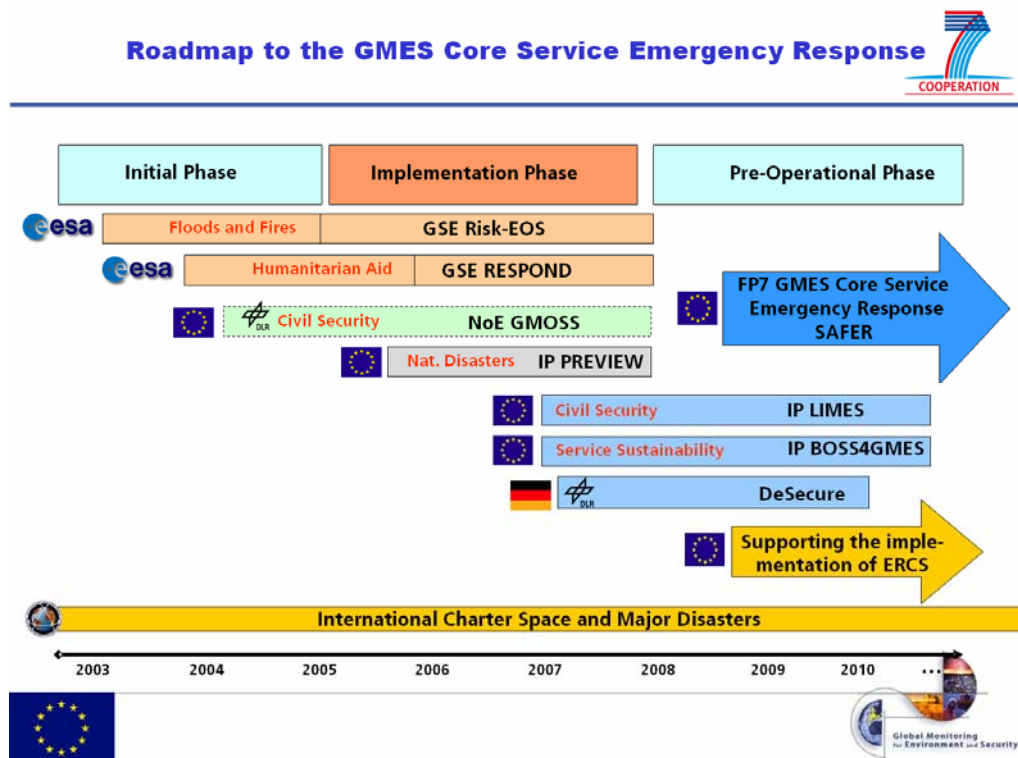 Roadmap to the GMES Core Service Emergency Response
7
COOPERATION
Initial Phase
Implementation Phase
Pre-Operational Phase
esa
Floods and Fires
GSE Risk-EOS
esa
Humanitarian Aid
GSE RESPOND
DLR
Civil Security
NoE GMOSS
Nat. Disasters
IP PREVIEW
FP7 GMES Core Service
Emergency Response
SAFER
Civil Security
IP LIMES
Service Sustainability
IP BOSS4GMES
DLR
DeSecure
Supporting the imple-
mentation of ERCS
International Charter Space and Major Disasters
2003
2004
2005
2006
2007
2008
2009
2010
...
Global Monitoring
for Environment and Security